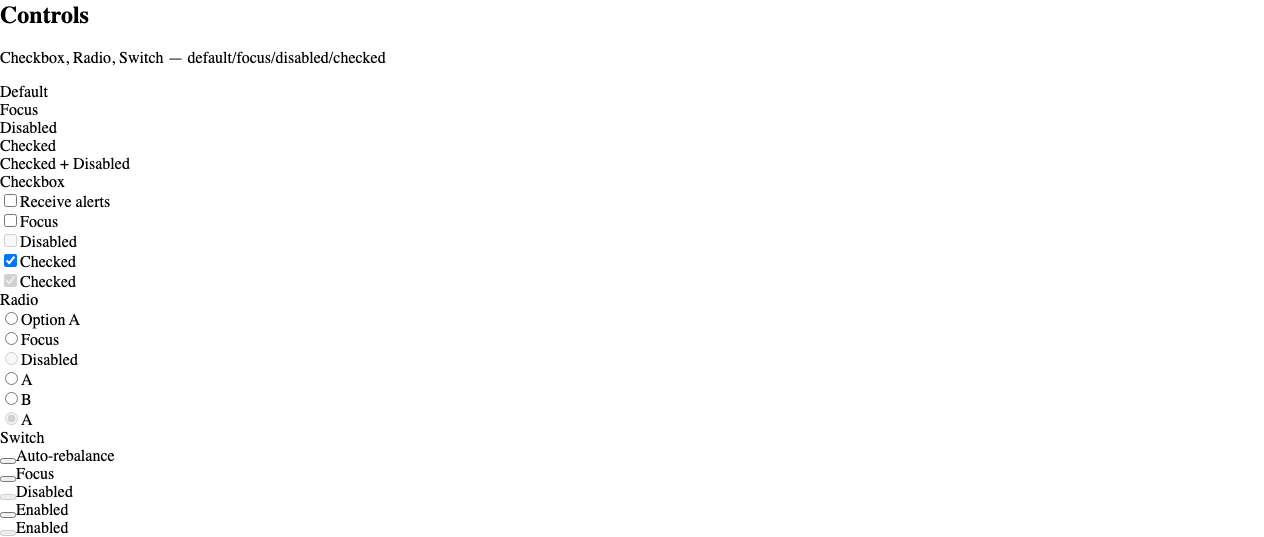 Controls
Checkbox, Radio, Switch — default/focus/disabled/checked
Default
Focus
Disabled
Checked
Checked + Disabled
Checkbox
Receive alerts
Focus
Disabled
Checked
Checked
Radio
Option A
Focus
Disabled
A
B
A
Switch
Auto-rebalance
Focus
Disabled
Enabled
Enabled